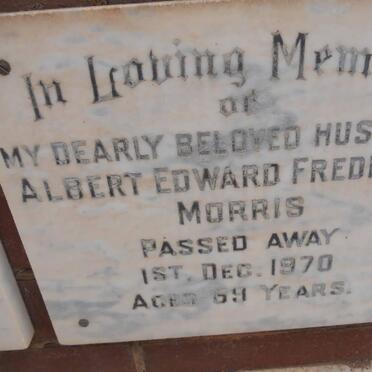 In Loving Mem
of
MY DEARLY BELOVED HUS
ALBERT EDWARD FREDE
MORRIS
PASSED AWAY
1ST. DEC. 1970
AGED 69 YEARS.